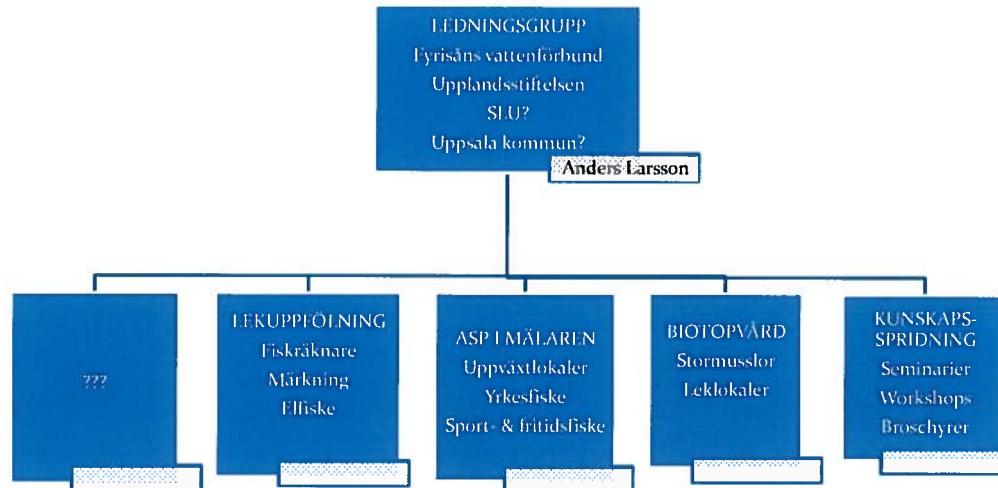 LEDNINGSGRUPP
Fyrisåns vattenförbund
Upplandsstiftelsen
SLU?
Uppsala kommun?
Anders Larsson
???
LEKUPPFÖLNING
Fiskräknare
Märkning
Elfiske
ASP I MÄLAREN
Uppväxtlokaler
Yrkesfiske
Sport- & fritidsfiske
BIOTOPVÅRD
Stormusslor
Leklokaler
KUNSKAPS-
SPRIDNING
Seminarier
Workshops
Broschyrer